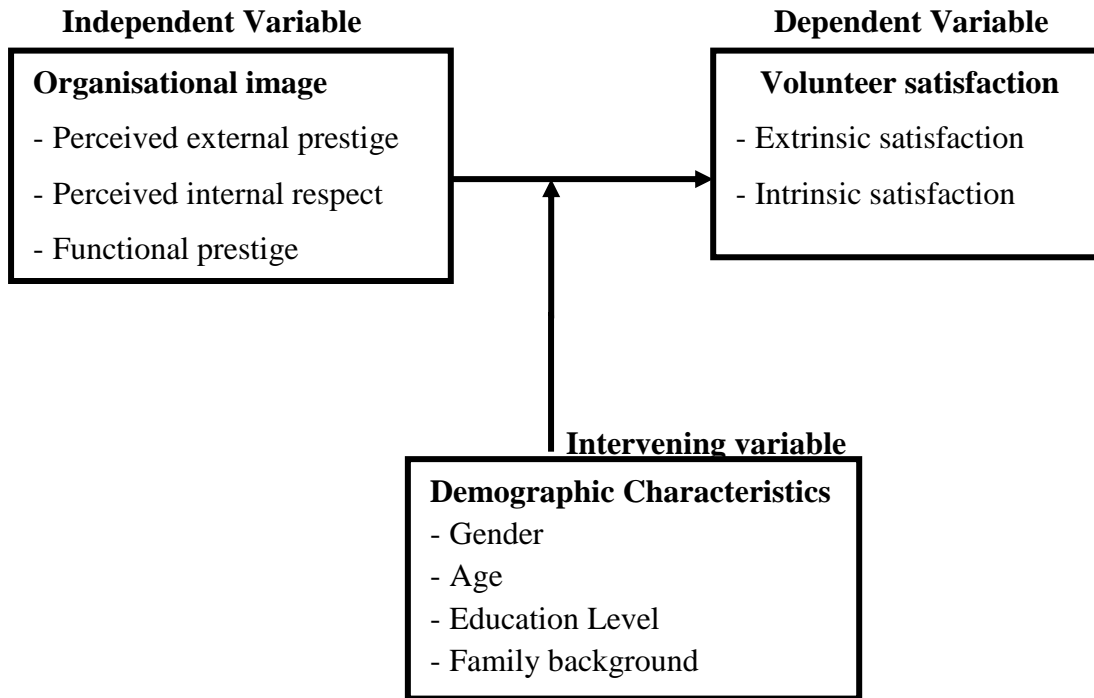 Independent Variable
Organisational image
- Perceived external prestige
- Perceived internal respect
- Functional prestige
Dependent Variable
Volunteer satisfaction
- Extrinsic satisfaction
- Intrinsic satisfaction
Intervening variable
Demographic Characteristics
- Gender
- Age
- Education Level
- Family background